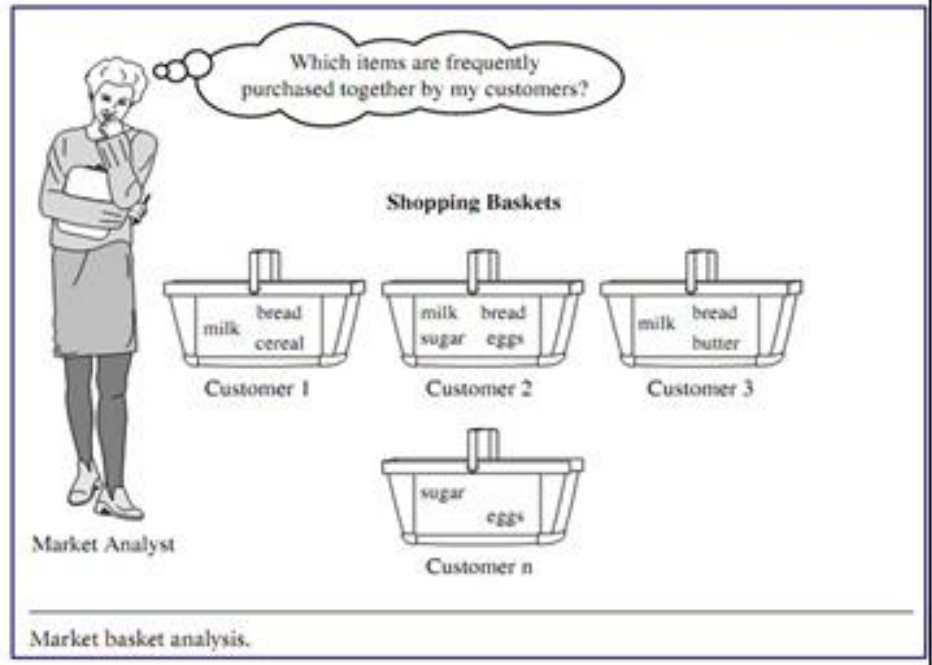 Which items are frequently
purchased together by my customers?
Shopping Baskets
milk bread
cereal
Customer 1
milk bread
sugar eggs
Customer 2
milk bread
butter
Customer 3
sugar
eggs
Customer n
Market Analyst
Market basket analysis.